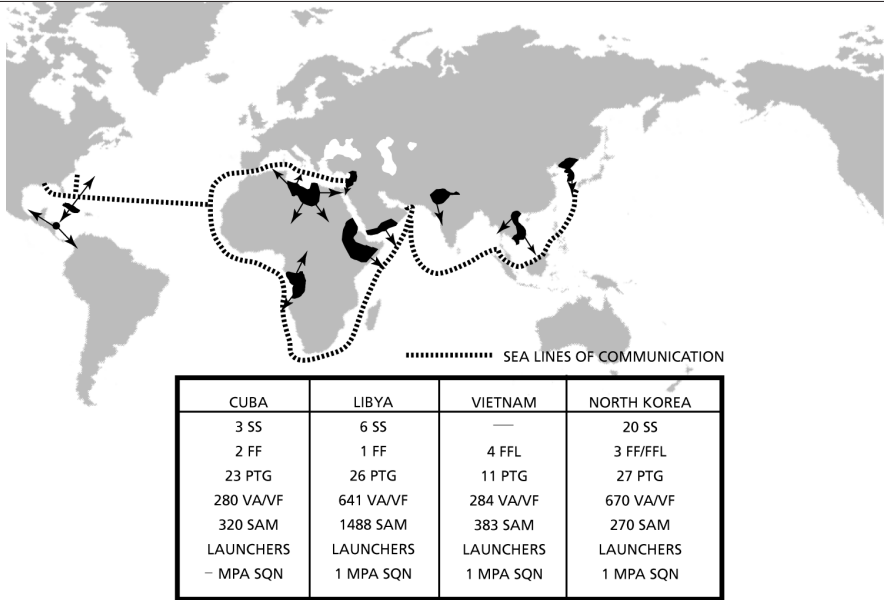 SEA LINES OF COMMUNICATION
CUBA LIBYA VIETNAM NORTH KOREA
3 SS 6 SS — 20 SS
2 FF 1 FF 4 FFL 3 FF/FFL
23 PTG 26 PTG 11 PTG 27 PTG
280 VA/VF 641 VA/VF 284 VA/VF 670 VA/VF
320 SAM 1488 SAM 383 SAM 270 SAM
LAUNCHERS LAUNCHERS LAUNCHERS LAUNCHERS
– MPA SQN 1 MPA SQN 1 MPA SQN 1 MPA SQN